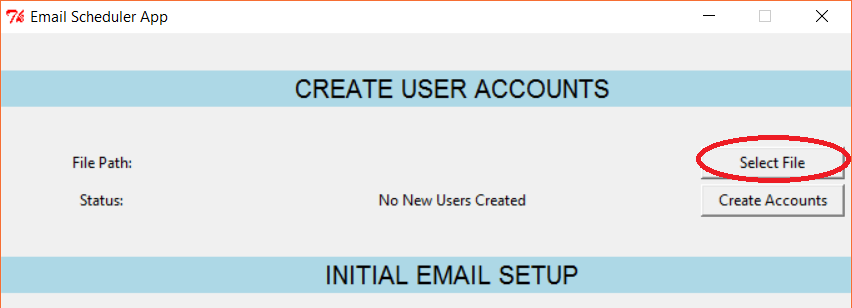 Email Scheduler App
CREATE USER ACCOUNTS
File Path:
Select File
Status:
No New Users Created
Create Accounts
INITIAL EMAIL SETUP